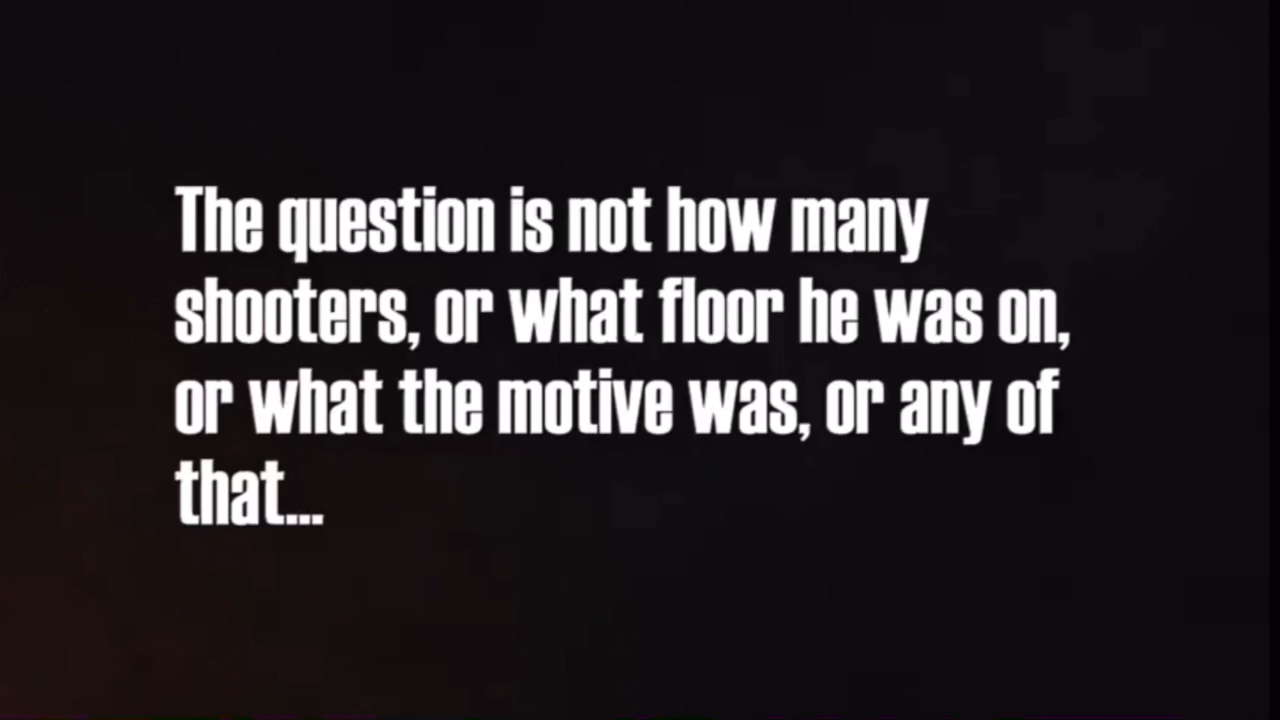 The question is not how many
shooters, or what floor he was on,
or what the motive was, or any of
that...